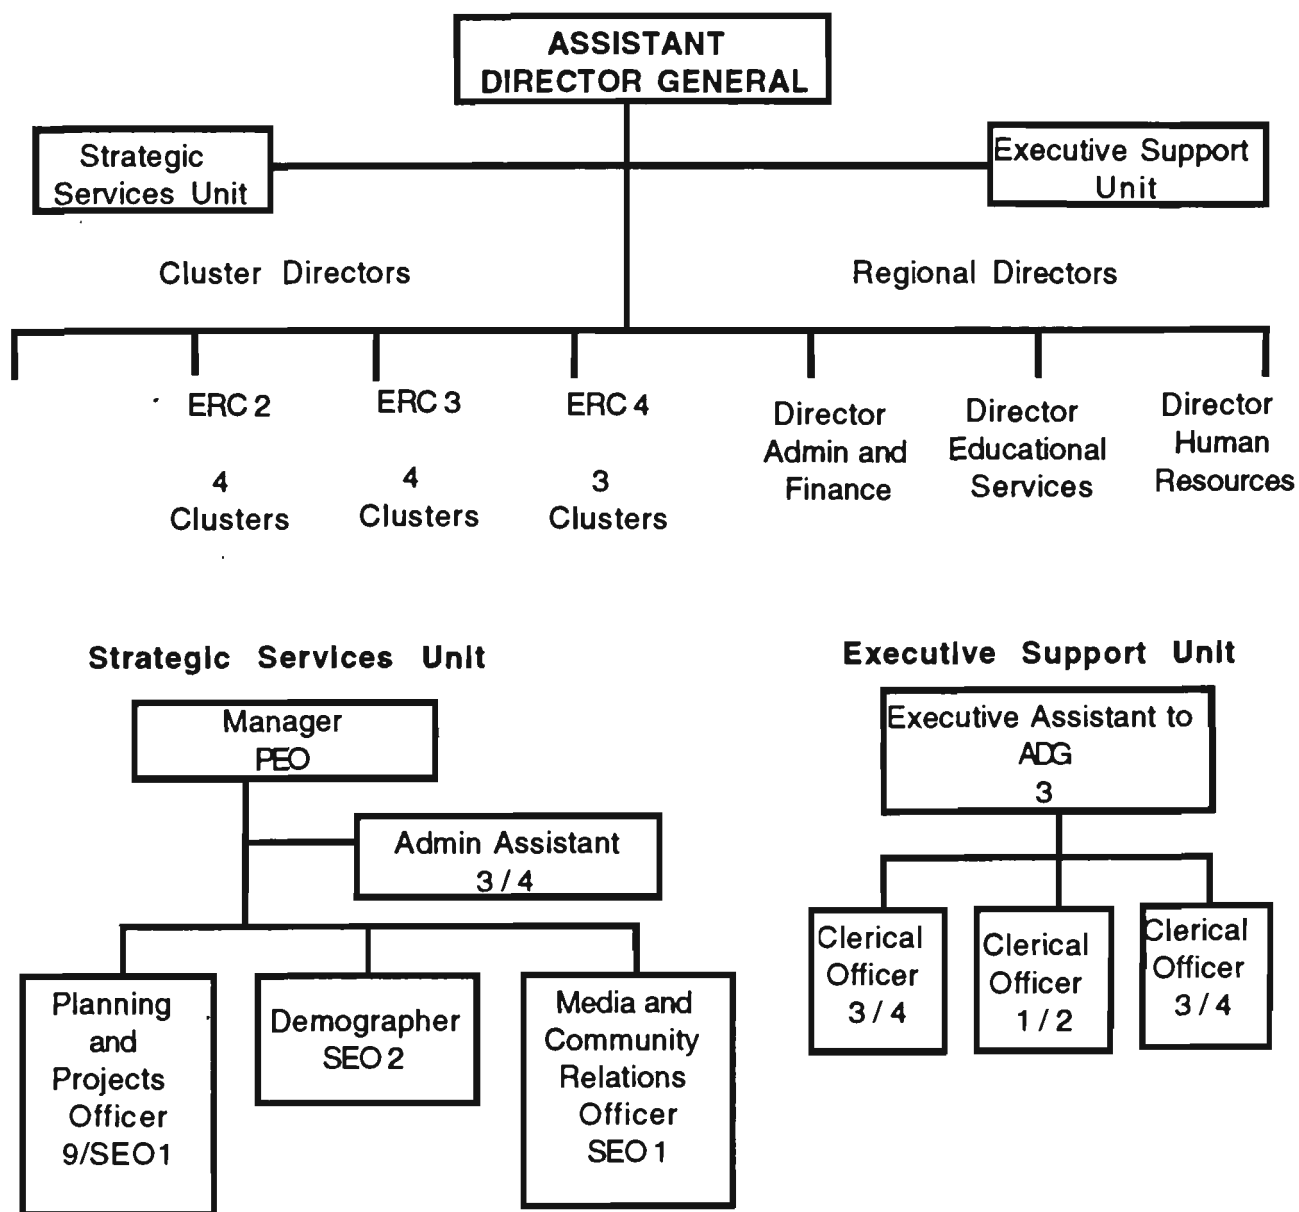 ASSISTANT
DIRECTOR GENERAL
Strategic
Services Unit
Executive Support
Unit
Cluster Directors
Regional Directors
ERC 2
4
Clusters
ERC 3
4
Clusters
ERC 4
3
Clusters
Director
Admin and
Finance
Director
Educational
Services
Director
Human
Resources
Strategic Services Unit
Manager
PEO
Admin Assistant
3 / 4
Planning
and
Projects
Officer
9/SEO 1
Demographer
SEO 2
Media and
Community
Relations
Officer
SEO 1
Executive Support Unit
Executive Assistant to
ADG
3
Clerical
Officer
3 / 4
Clerical
Officer
1 / 2
Clerical
Officer
3 / 4